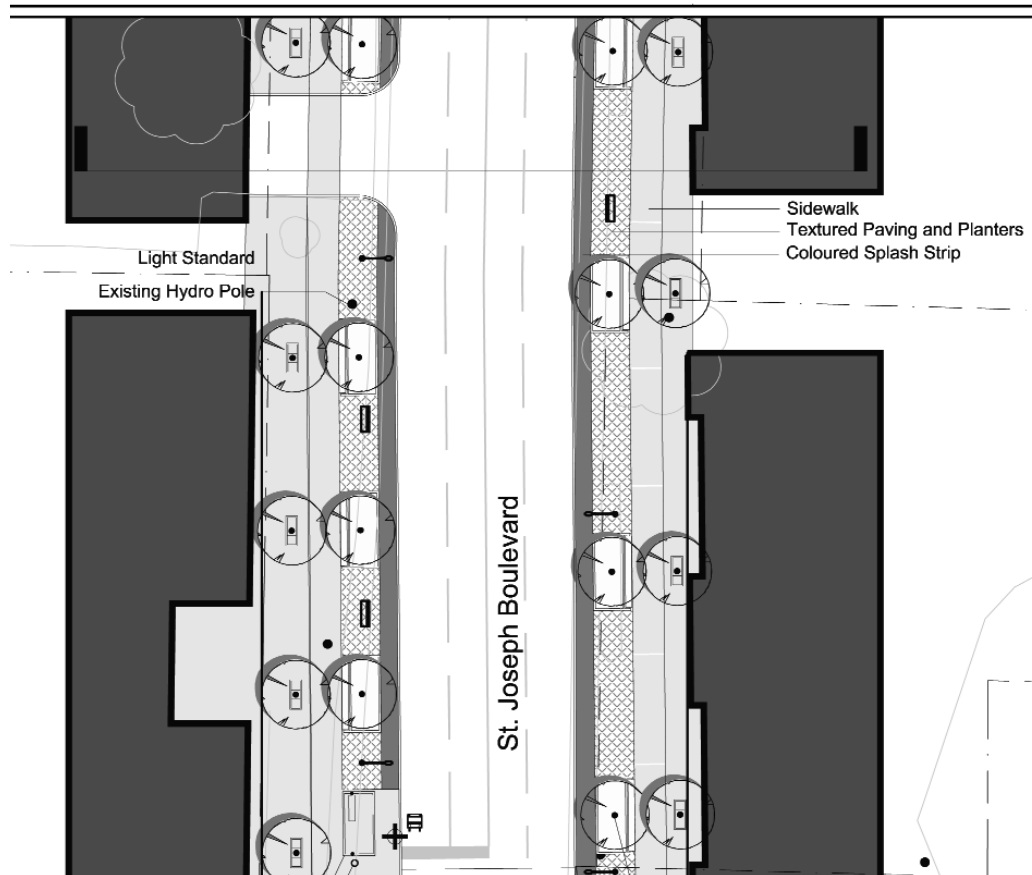 Sidewalk
Textured Paving and Planters
Coloured Splash Strip
Light Standard
Existing Hydro Pole
St. Joseph Boulevard